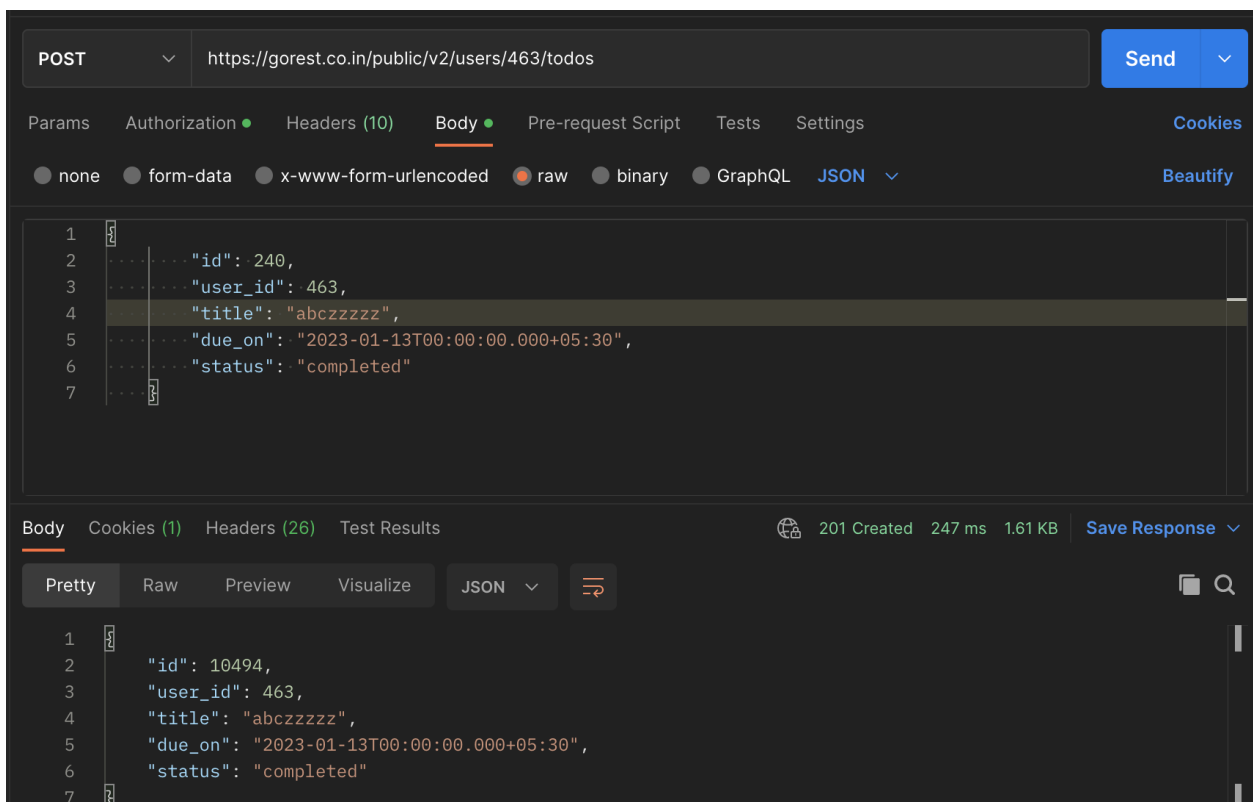 POST https://gorest.co.in/public/v2/users/463/todos Send
Params Authorization Headers (10) Body Pre-request Script Tests Settings Cookies
none form-data x-www-form-urlencoded raw binary GraphQL JSON Beautify
1 {
2 "id": 240,
3 "user_id": 463,
4 "title": "abczzzzz",
5 "due_on": "2023-01-13T00:00:00.000+05:30",
6 "status": "completed"
7 }
Body Cookies (1) Headers (26) Test Results 201 Created 247 ms 1.61 KB Save Response
Pretty Raw Preview Visualize JSON
1 {
2 "id": 10494,
3 "user_id": 463,
4 "title": "abczzzzz",
5 "due_on": "2023-01-13T00:00:00.000+05:30",
6 "status": "completed"
7 }